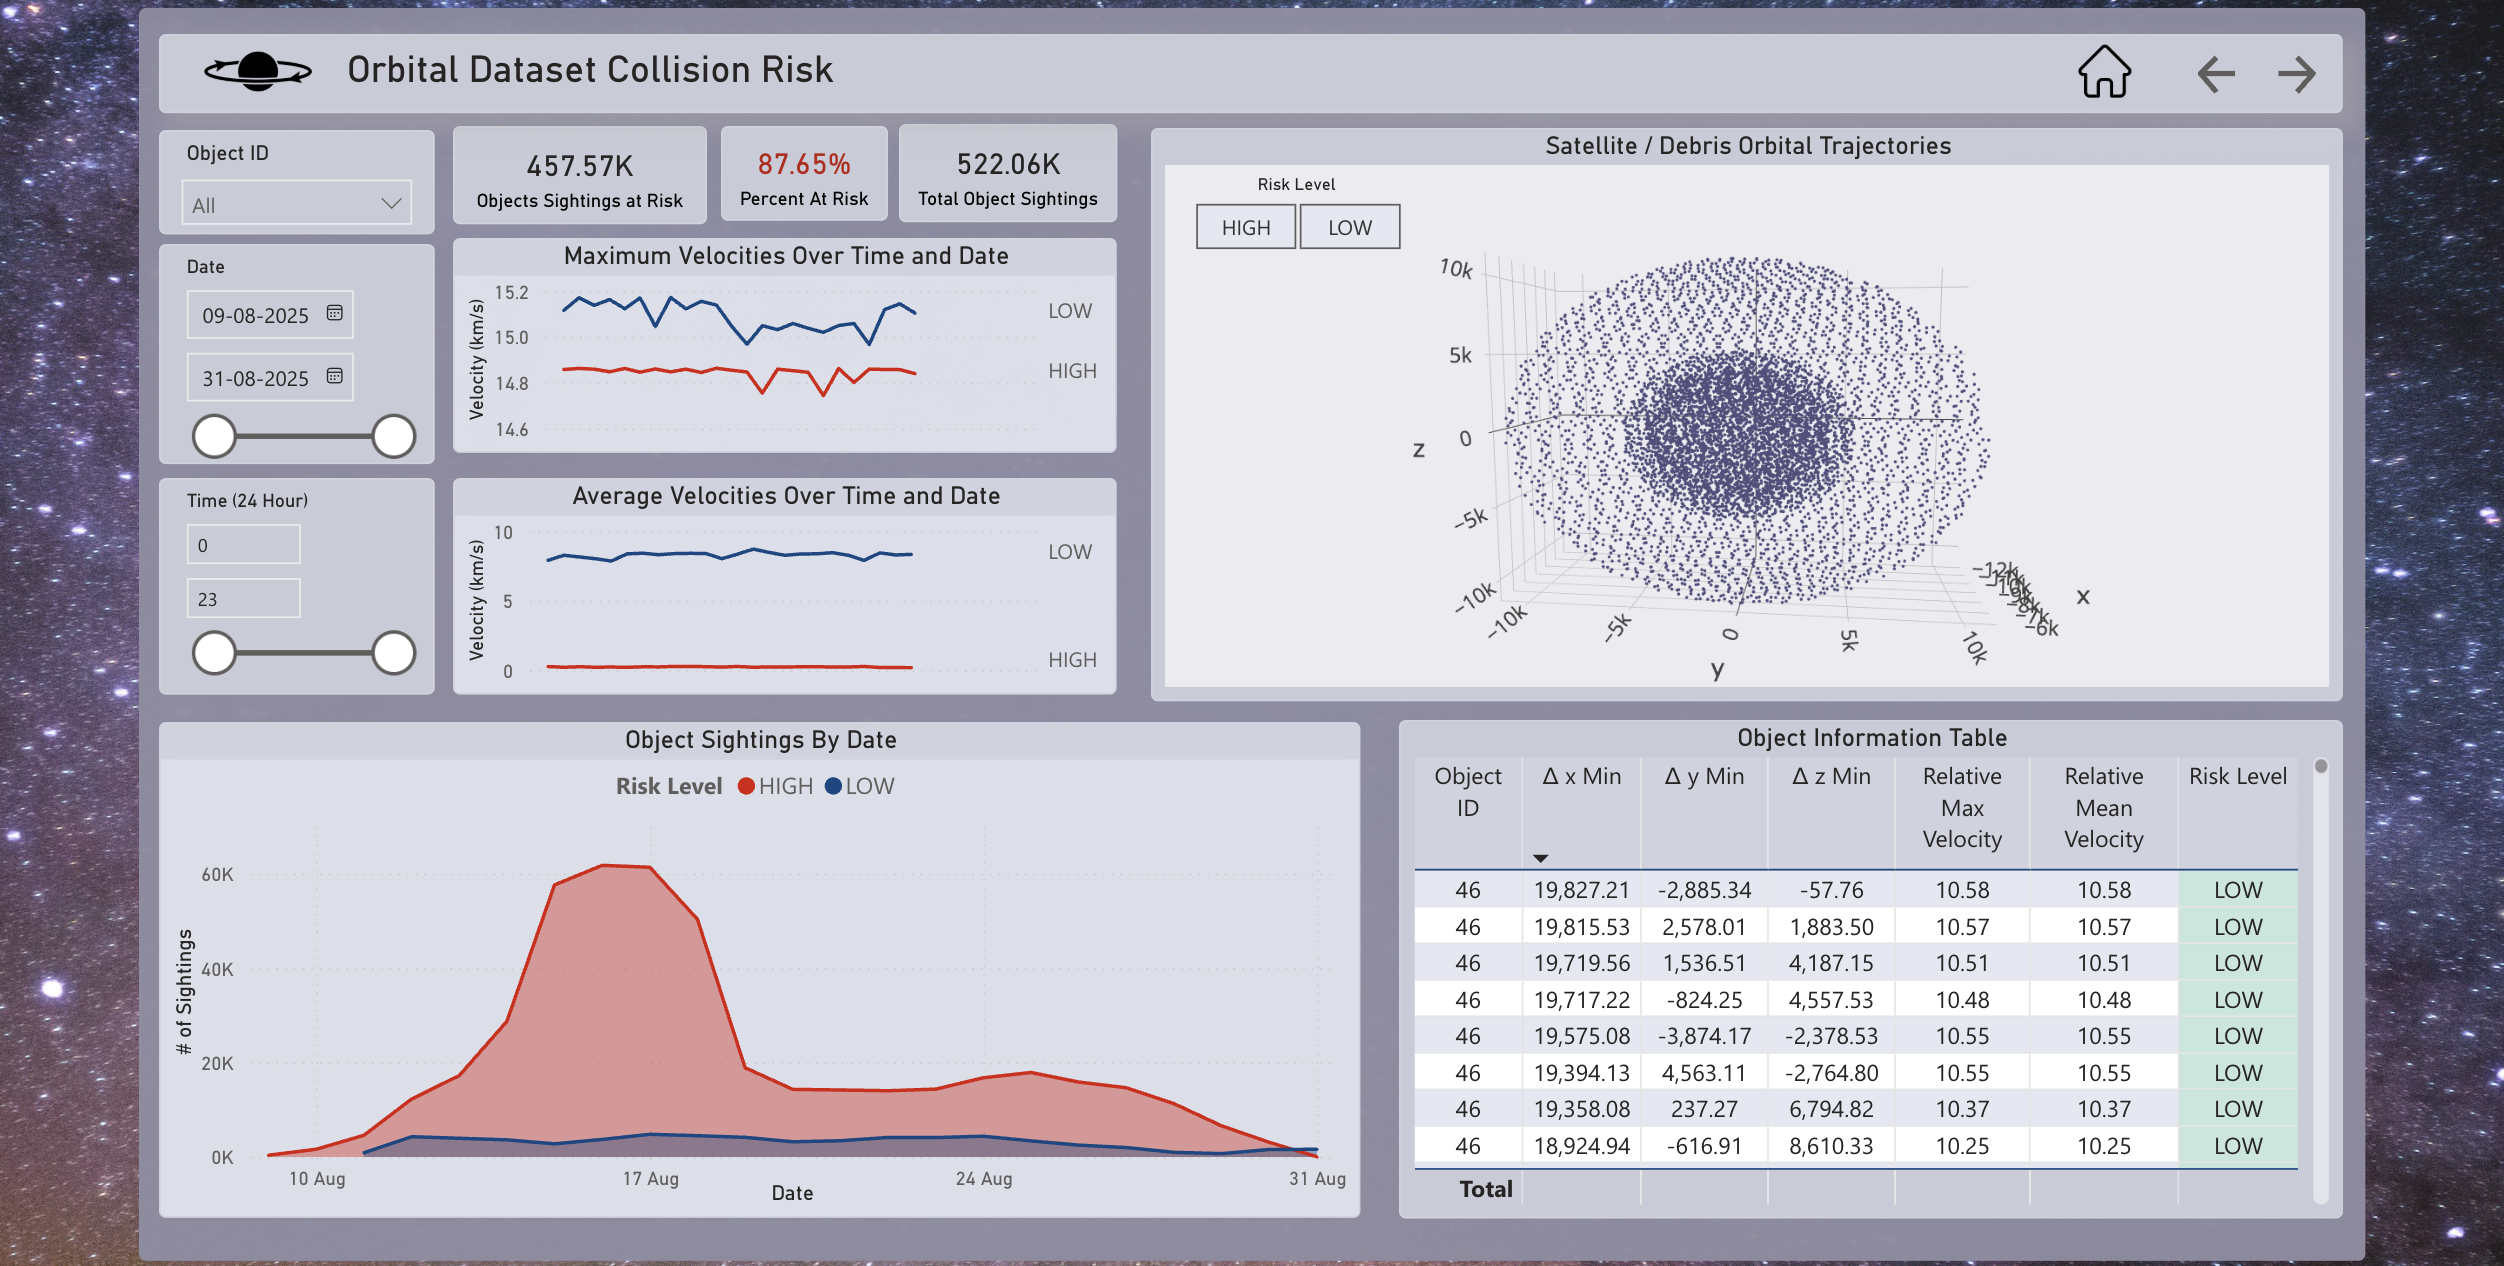 Orbital Dataset Collision Risk
Object ID
All
Date
09-08-2025
31-08-2025
Time (24 Hour)
0
23
457.57K
Objects Sightings at Risk
87.65%
Percent At Risk
522.06K
Total Object Sightings
Maximum Velocities Over Time and Date
Velocity (km/s)
15.2
15.0
14.8
14.6
LOW
HIGH
Average Velocities Over Time and Date
Velocity (km/s)
10
5
0
LOW
HIGH
Satellite / Debris Orbital Trajectories
Risk Level
HIGH LOW
10k
5k
0
−5k
−10k
z
−10k
−5k
0
5k
10k
y
−12k
−8k
−7k
−6k
x
Object Sightings By Date
Risk Level HIGH LOW
# of Sightings
60K
40K
20K
0K
10 Aug 17 Aug 24 Aug 31 Aug
Date
Object Information Table
Object ID Δ x Min Δ y Min Δ z Min Relative Max Velocity Relative Mean Velocity Risk Level
46 19,827.21 -2,885.34 -57.76 10.58 10.58 LOW
46 19,815.53 2,578.01 1,883.50 10.57 10.57 LOW
46 19,719.56 1,536.51 4,187.15 10.51 10.51 LOW
46 19,717.22 -824.25 4,557.53 10.48 10.48 LOW
46 19,575.08 -3,874.17 -2,378.53 10.55 10.55 LOW
46 19,394.13 4,563.11 -2,764.80 10.55 10.55 LOW
46 19,358.08 237.27 6,794.82 10.37 10.37 LOW
46 18,924.94 -616.91 8,610.33 10.25 10.25 LOW
Total